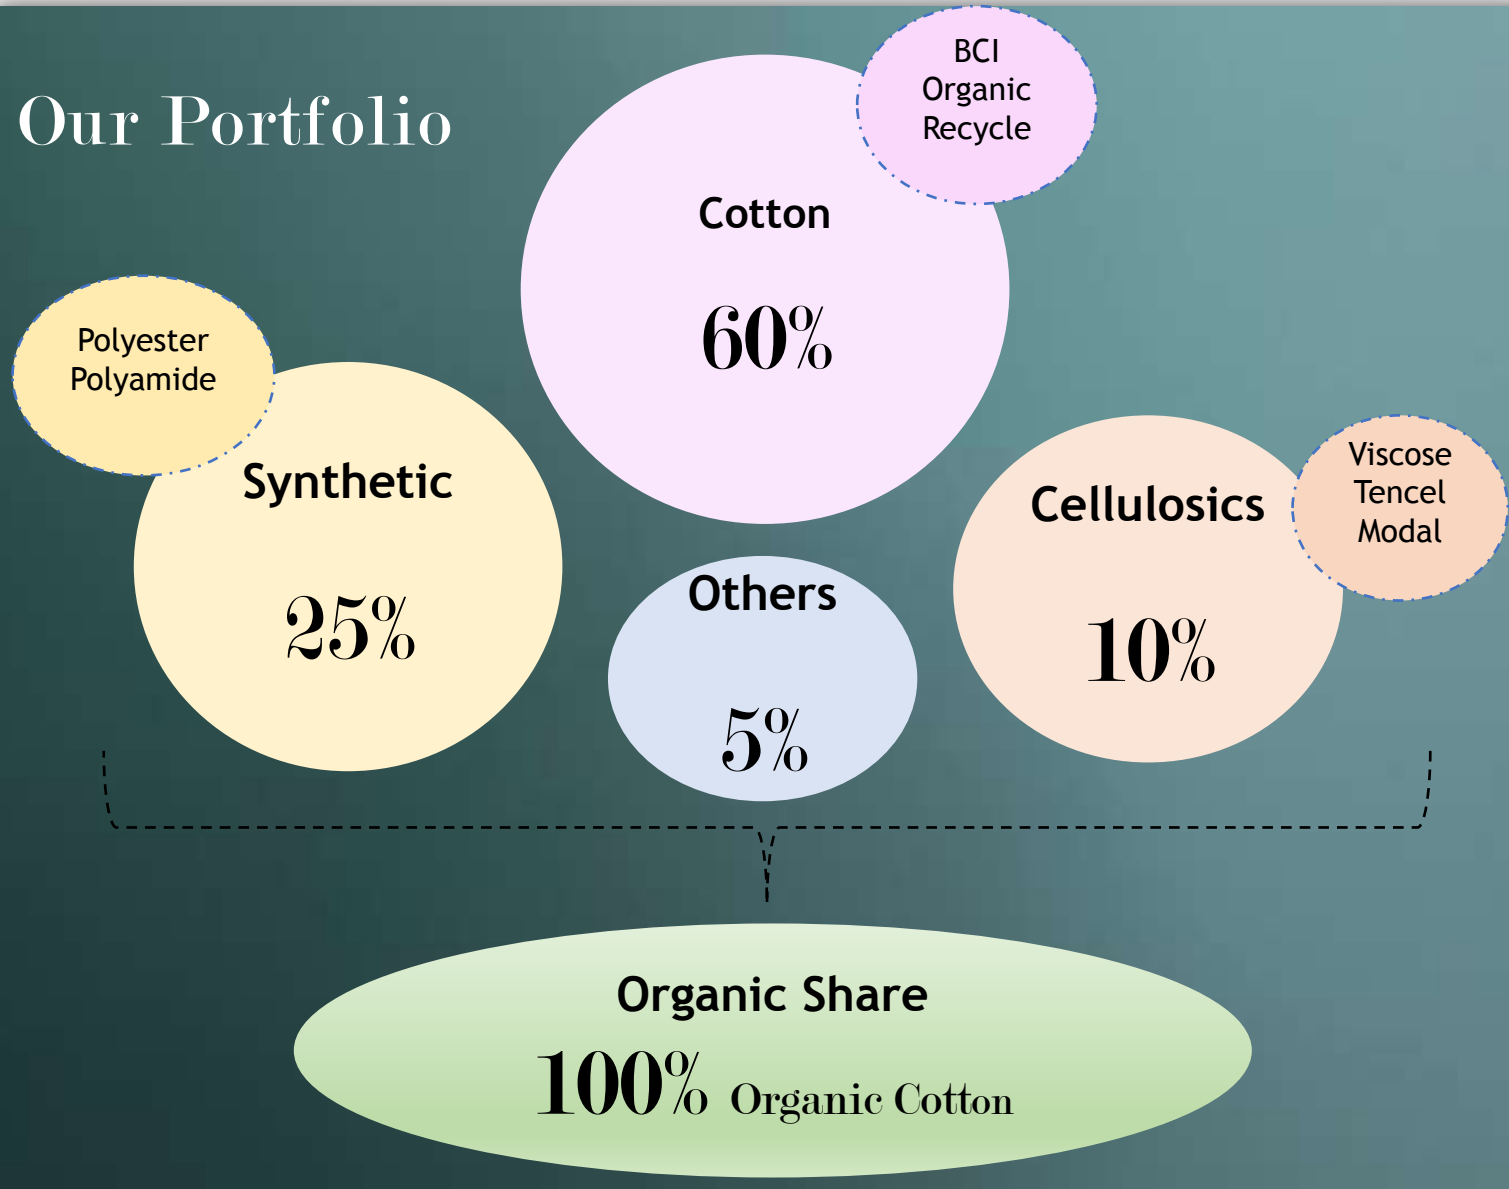 Our Portfolio
BCI
Organic
Recycle
Cotton
60%
Polyester
Polyamide
Synthetic
25%
Viscose
Tencel
Modal
Cellulosics
10%
Others
5%
Organic Share
100% Organic Cotton